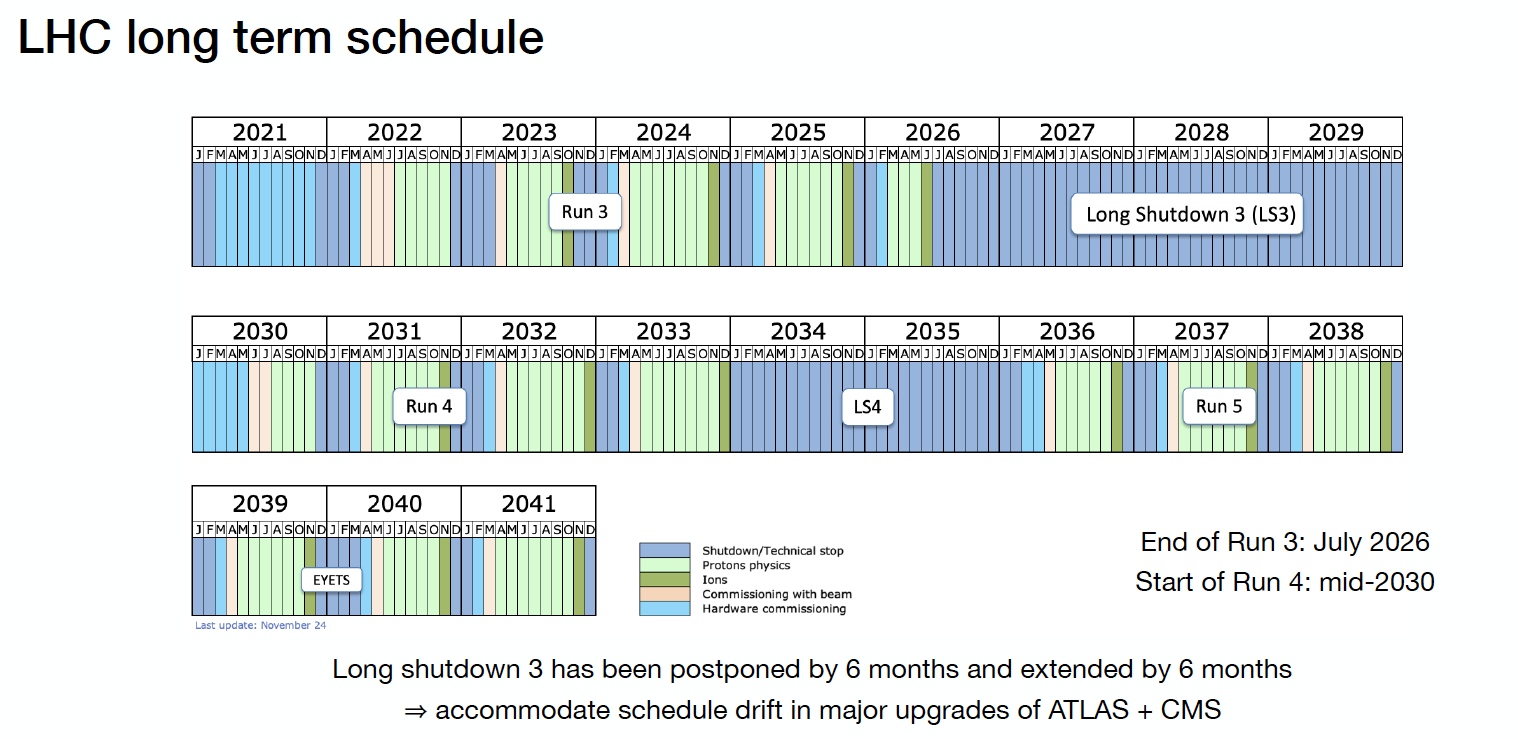 LHC long term schedule
2021 2022 2023 2024 2025 2026 2027 2028 2029
J F M A M J J A S O N D J F M A M J J A S O N D J F M A M J J A S O N D J F M A M J J A S O N D J F M A M J J A S O N D J F M A M J J A S O N D J F M A M J J A S O N D J F M A M J J A S O N D J F M A M J J A S O N D
Run 3
Long Shutdown 3 (LS3)
2030 2031 2032 2033 2034 2035 2036 2037 2038
J F M A M J J A S O N D J F M A M J J A S O N D J F M A M J J A S O N D J F M A M J J A S O N D J F M A M J J A S O N D J F M A M J J A S O N D J F M A M J J A S O N D J F M A M J J A S O N D J F M A M J J A S O N D
Run 4
LS4
Run 5
2039 2040 2041
J F M A M J J A S O N D J F M A M J J A S O N D J F M A M J J A S O N D
EYETS
Last update: November 24
Shutdown/Technical stop
Protons physics
Ions
Commissioning with beam
Hardware commissioning
End of Run 3: July 2026
Start of Run 4: mid-2030
Long shutdown 3 has been postponed by 6 months and extended by 6 months
⇒ accommodate schedule drift in major upgrades of ATLAS + CMS